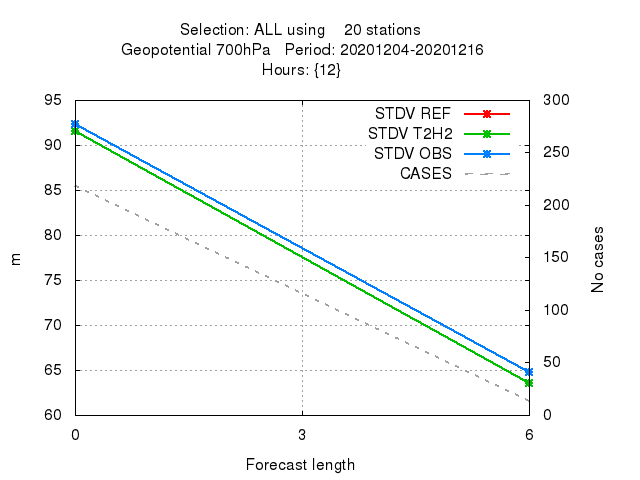 Selection: ALL using 20 stations
Geopotential 700hPa Period: 20201204-20201216
Hours: {12}
95 300
STDV REF
STDV T2H2
90 250
STDV OBS
CASES
85 200
80
m No cases
75 150
70 100
65 50
60 0
0 3 6
Forecast length